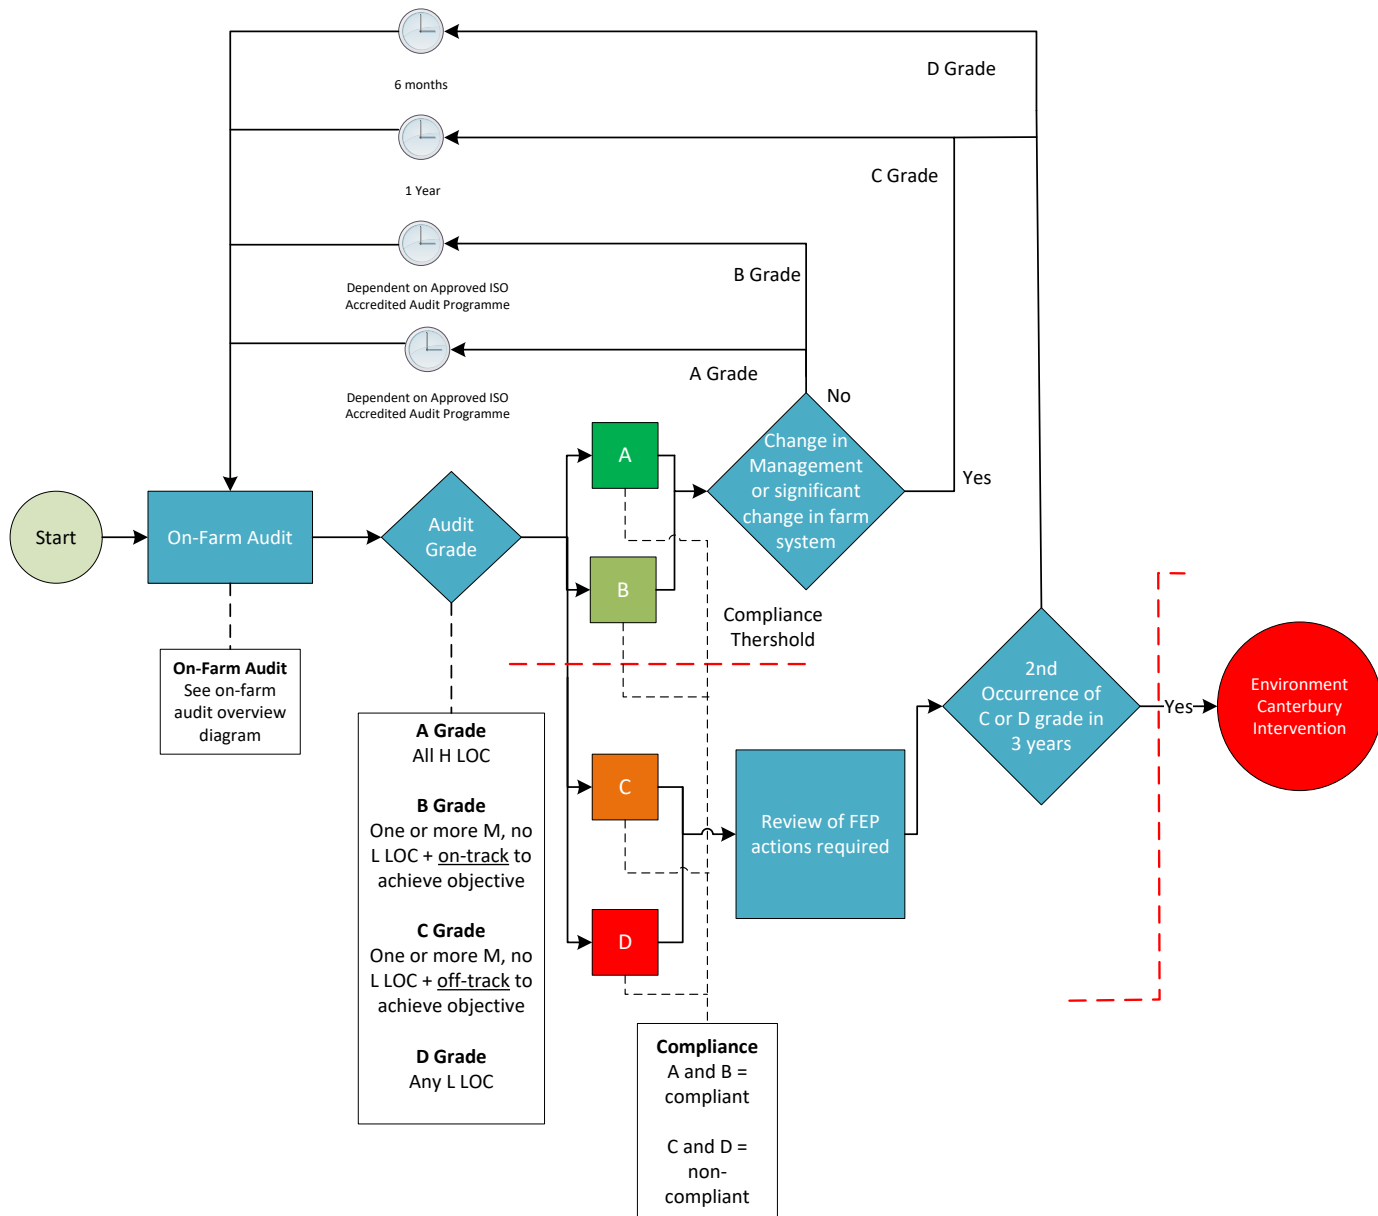 D Grade
6 months
C Grade
1 Year
B Grade
Dependent on Approved ISO
Accredited Audit Programme
A Grade
Dependent on Approved ISO
Accredited Audit Programme
No
Change in
Management
or significant
change in farm
system
Yes
A
Start
On-Farm Audit
Audit
Grade
B
Compliance
Thershold
On-Farm Audit
See on-farm
audit overview
diagram
A Grade
All H LOC
B Grade
One or more M, no
L LOC + on-track to
achieve objective
C Grade
One or more M, no
L LOC + off-track to
achieve objective
D Grade
Any L LOC
C
D
Review of FEP
actions required
2nd
Occurrence of
C or D grade in
3 years
Yes
Environment
Canterbury
Intervention
Compliance
A and B =
compliant
C and D =
non-
compliant